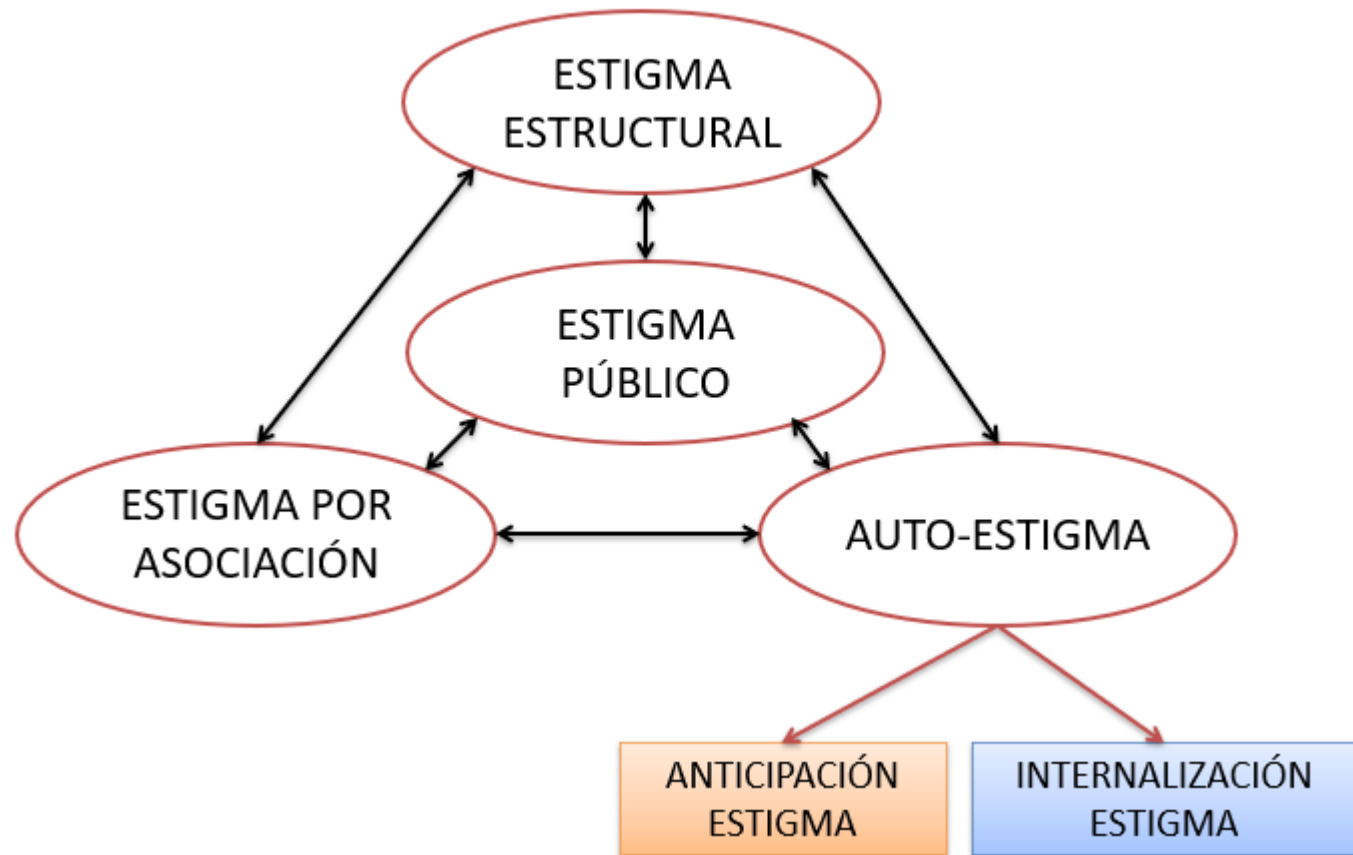 ESTIGMA
ESTRUCTURAL
ESTIGMA
PÚBLICO
ESTIGMA POR
ASOCIACIÓN
AUTO-ESTIGMA
ANTICIPACIÓN
ESTIGMA
INTERNALIZACIÓN
ESTIGMA